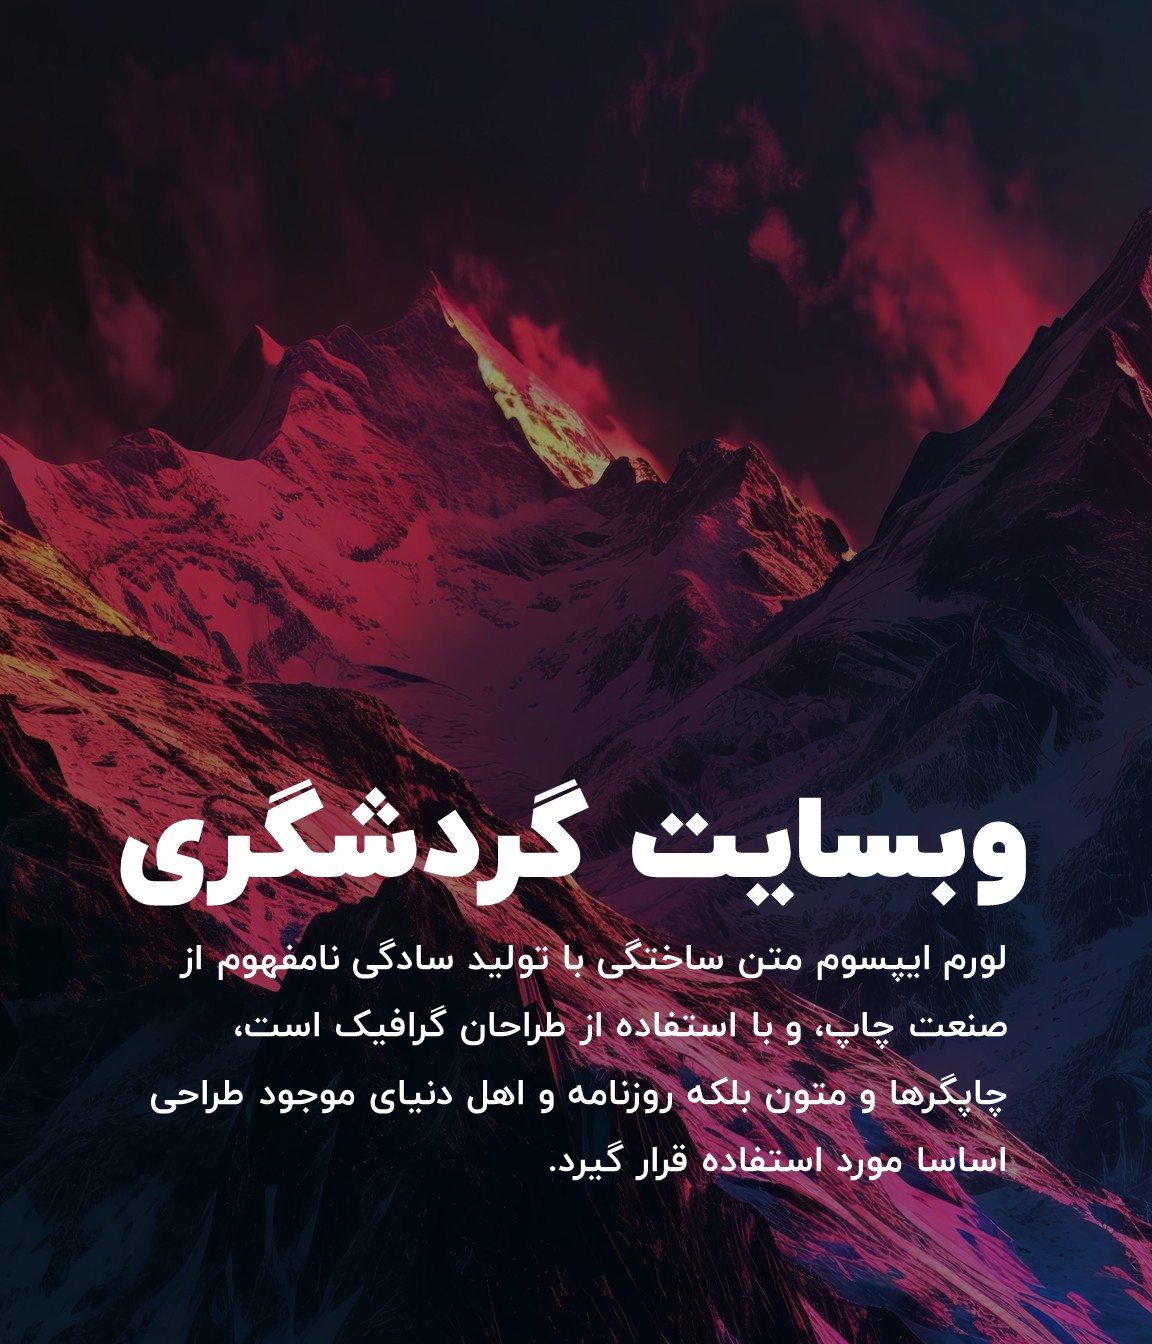 وبسایت گردشگری
لورم ایپسوم متن ساختگی با تولید سادگی نامفهوم از
صنعت چاپ، و با استفاده از طراحان گرافیک است،
چاپگرها و متون بلکه روزنامه و اهل دنیای موجود طراحی
اساسا مورد استفاده قرار گیرد.